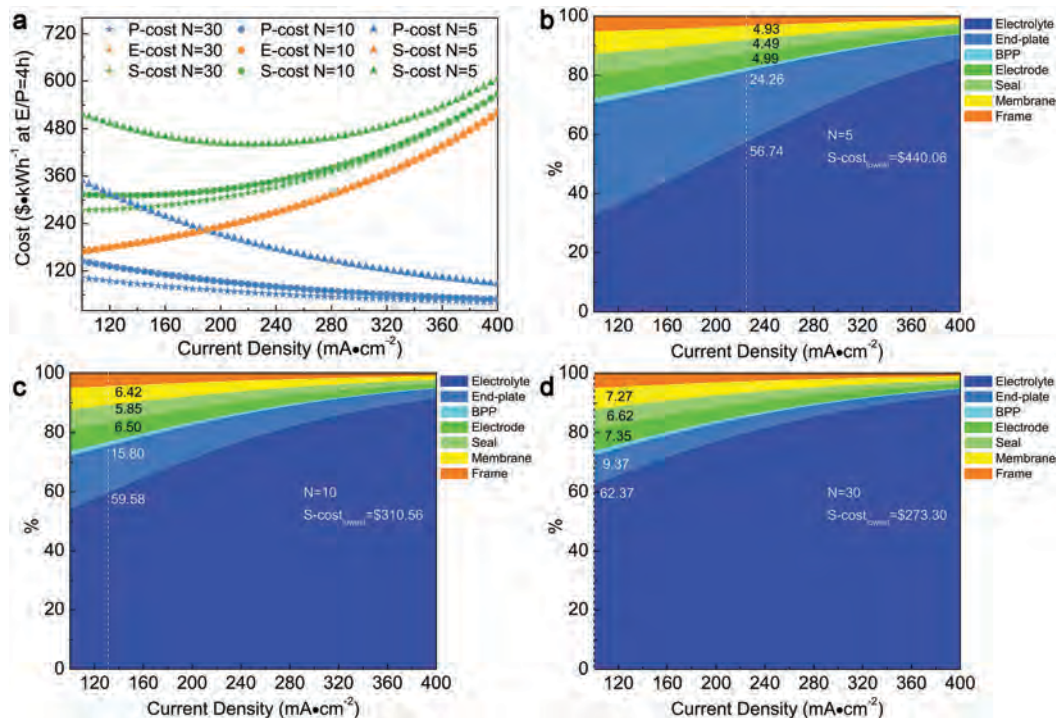 a
P-cost N=30 P-cost N=10 P-cost N=5
E-cost N=30 E-cost N=10 S-cost N=5
S-cost N=30 S-cost N=10 S-cost N=5
Cost ($•kWh⁻¹ at E/P=4h)
720
600
480
360
240
120
120 160 200 240 280 320 360 400
Current Density (mA•cm⁻²)
b
%
100
80
60
40
20
0
4.93
4.49
4.99
24.26
56.74
N=5
S-cost lowest=$440.06
Electrolyte
End-plate
BPP
Electrode
Seal
Membrane
Frame
120 160 200 240 280 320 360 400
Current Density (mA•cm⁻²)
c
%
100
80
60
40
20
0
6.42
5.85
6.50
15.80
59.58
N=10
S-cost lowest=$310.56
Electrolyte
End-plate
BPP
Electrode
Seal
Membrane
Frame
120 160 200 240 280 320 360 400
Current Density (mA•cm⁻²)
d
%
100
80
60
40
20
0
7.27
6.62
7.35
9.37
62.37
N=30
S-cost lowest=$273.30
Electrolyte
End-plate
BPP
Electrode
Seal
Membrane
Frame
120 160 200 240 280 320 360 400
Current Density (mA•cm⁻²)